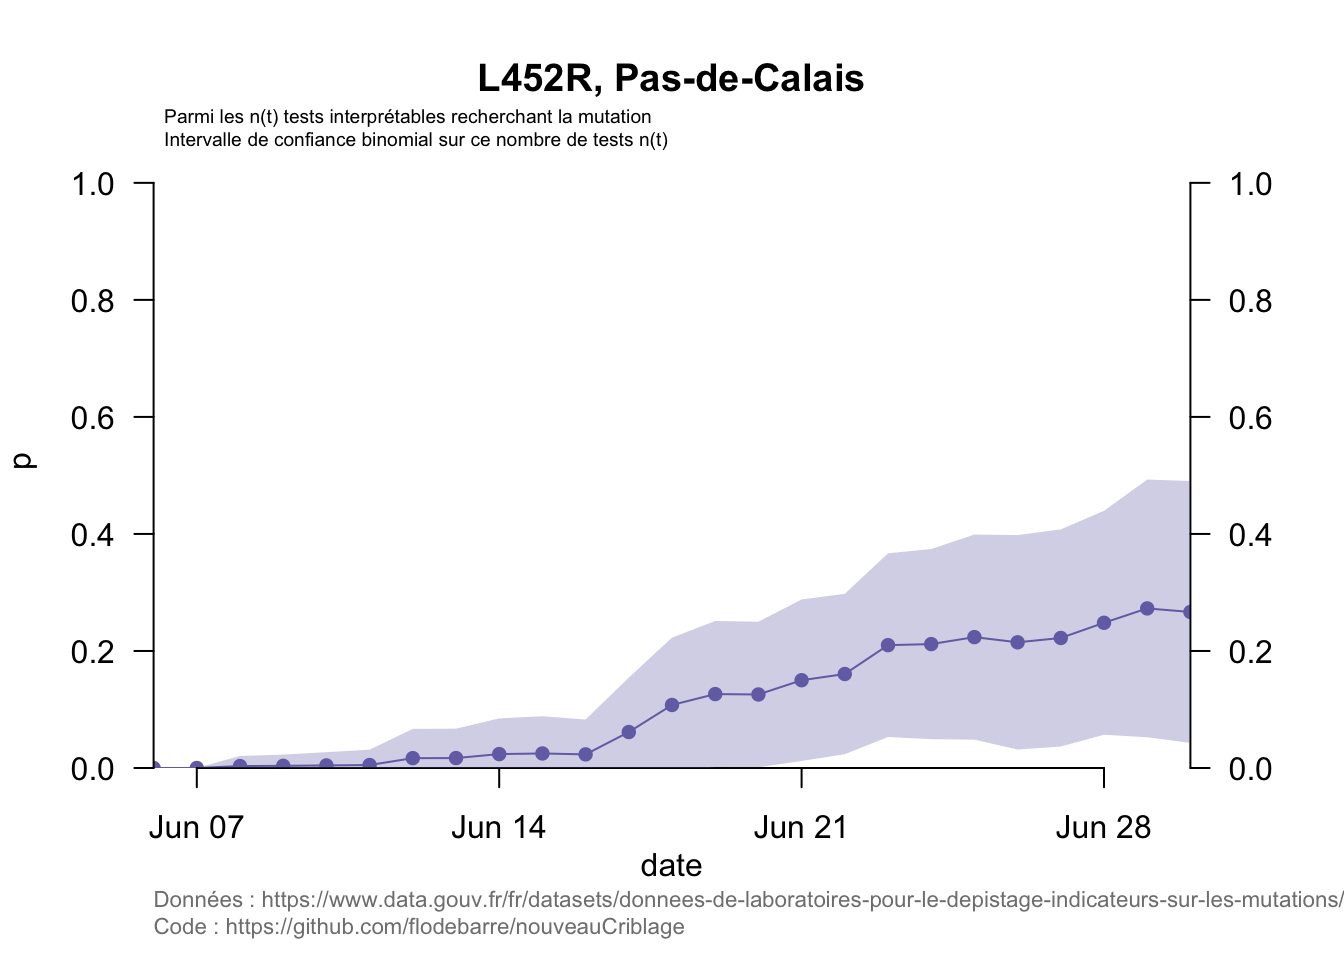 L452R, Pas-de-Calais
Parmi les n(t) tests interprétables recherchant la mutation
Intervalle de confiance binomial sur ce nombre de tests n(t)
1.0 1.0
0.8 0.8
0.6 0.6
p
0.4 0.4
0.2 0.2
0.0 0.0
Jun 07 Jun 14 Jun 21 Jun 28
date
Données : https://www.data.gouv.fr/fr/datasets/donnees-de-laboratoires-pour-le-depistage-indicateurs-sur-les-mutations/
Code : https://github.com/flodebarre/nouveauCriblage